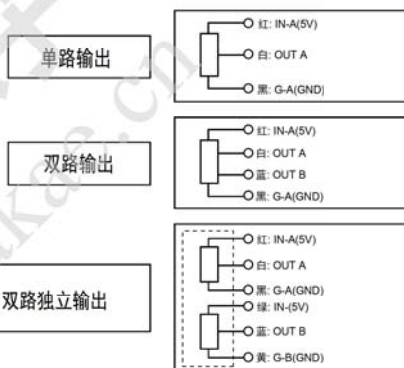 单路输出
红: IN-A(5V)
白: OUT A
黑: G-A(GND)
双路输出
红: IN-A(5V)
白: OUT A
蓝: OUT B
黑: G-A(GND)
双路独立输出
红: IN-A(5V)
白: OUT A
黑: G-A(GND)
绿: IN-(5V)
蓝: OUT B
黄: G-B(GND)
akae.cn